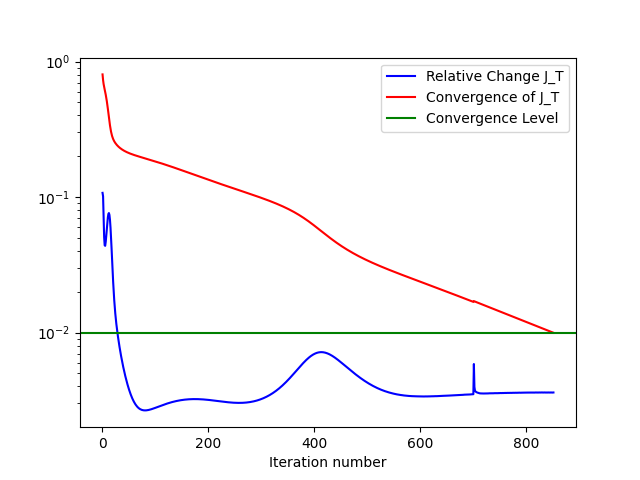 10⁰
10⁻¹
10⁻²
Relative Change J_T
Convergence of J_T
Convergence Level
0
200
400
600
800
Iteration number